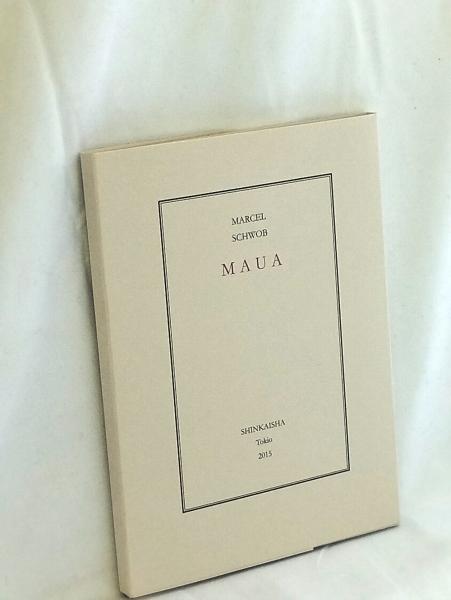 MARCEL
SCHWOB
MAUA
SHINKAISHA
Tokio
2015